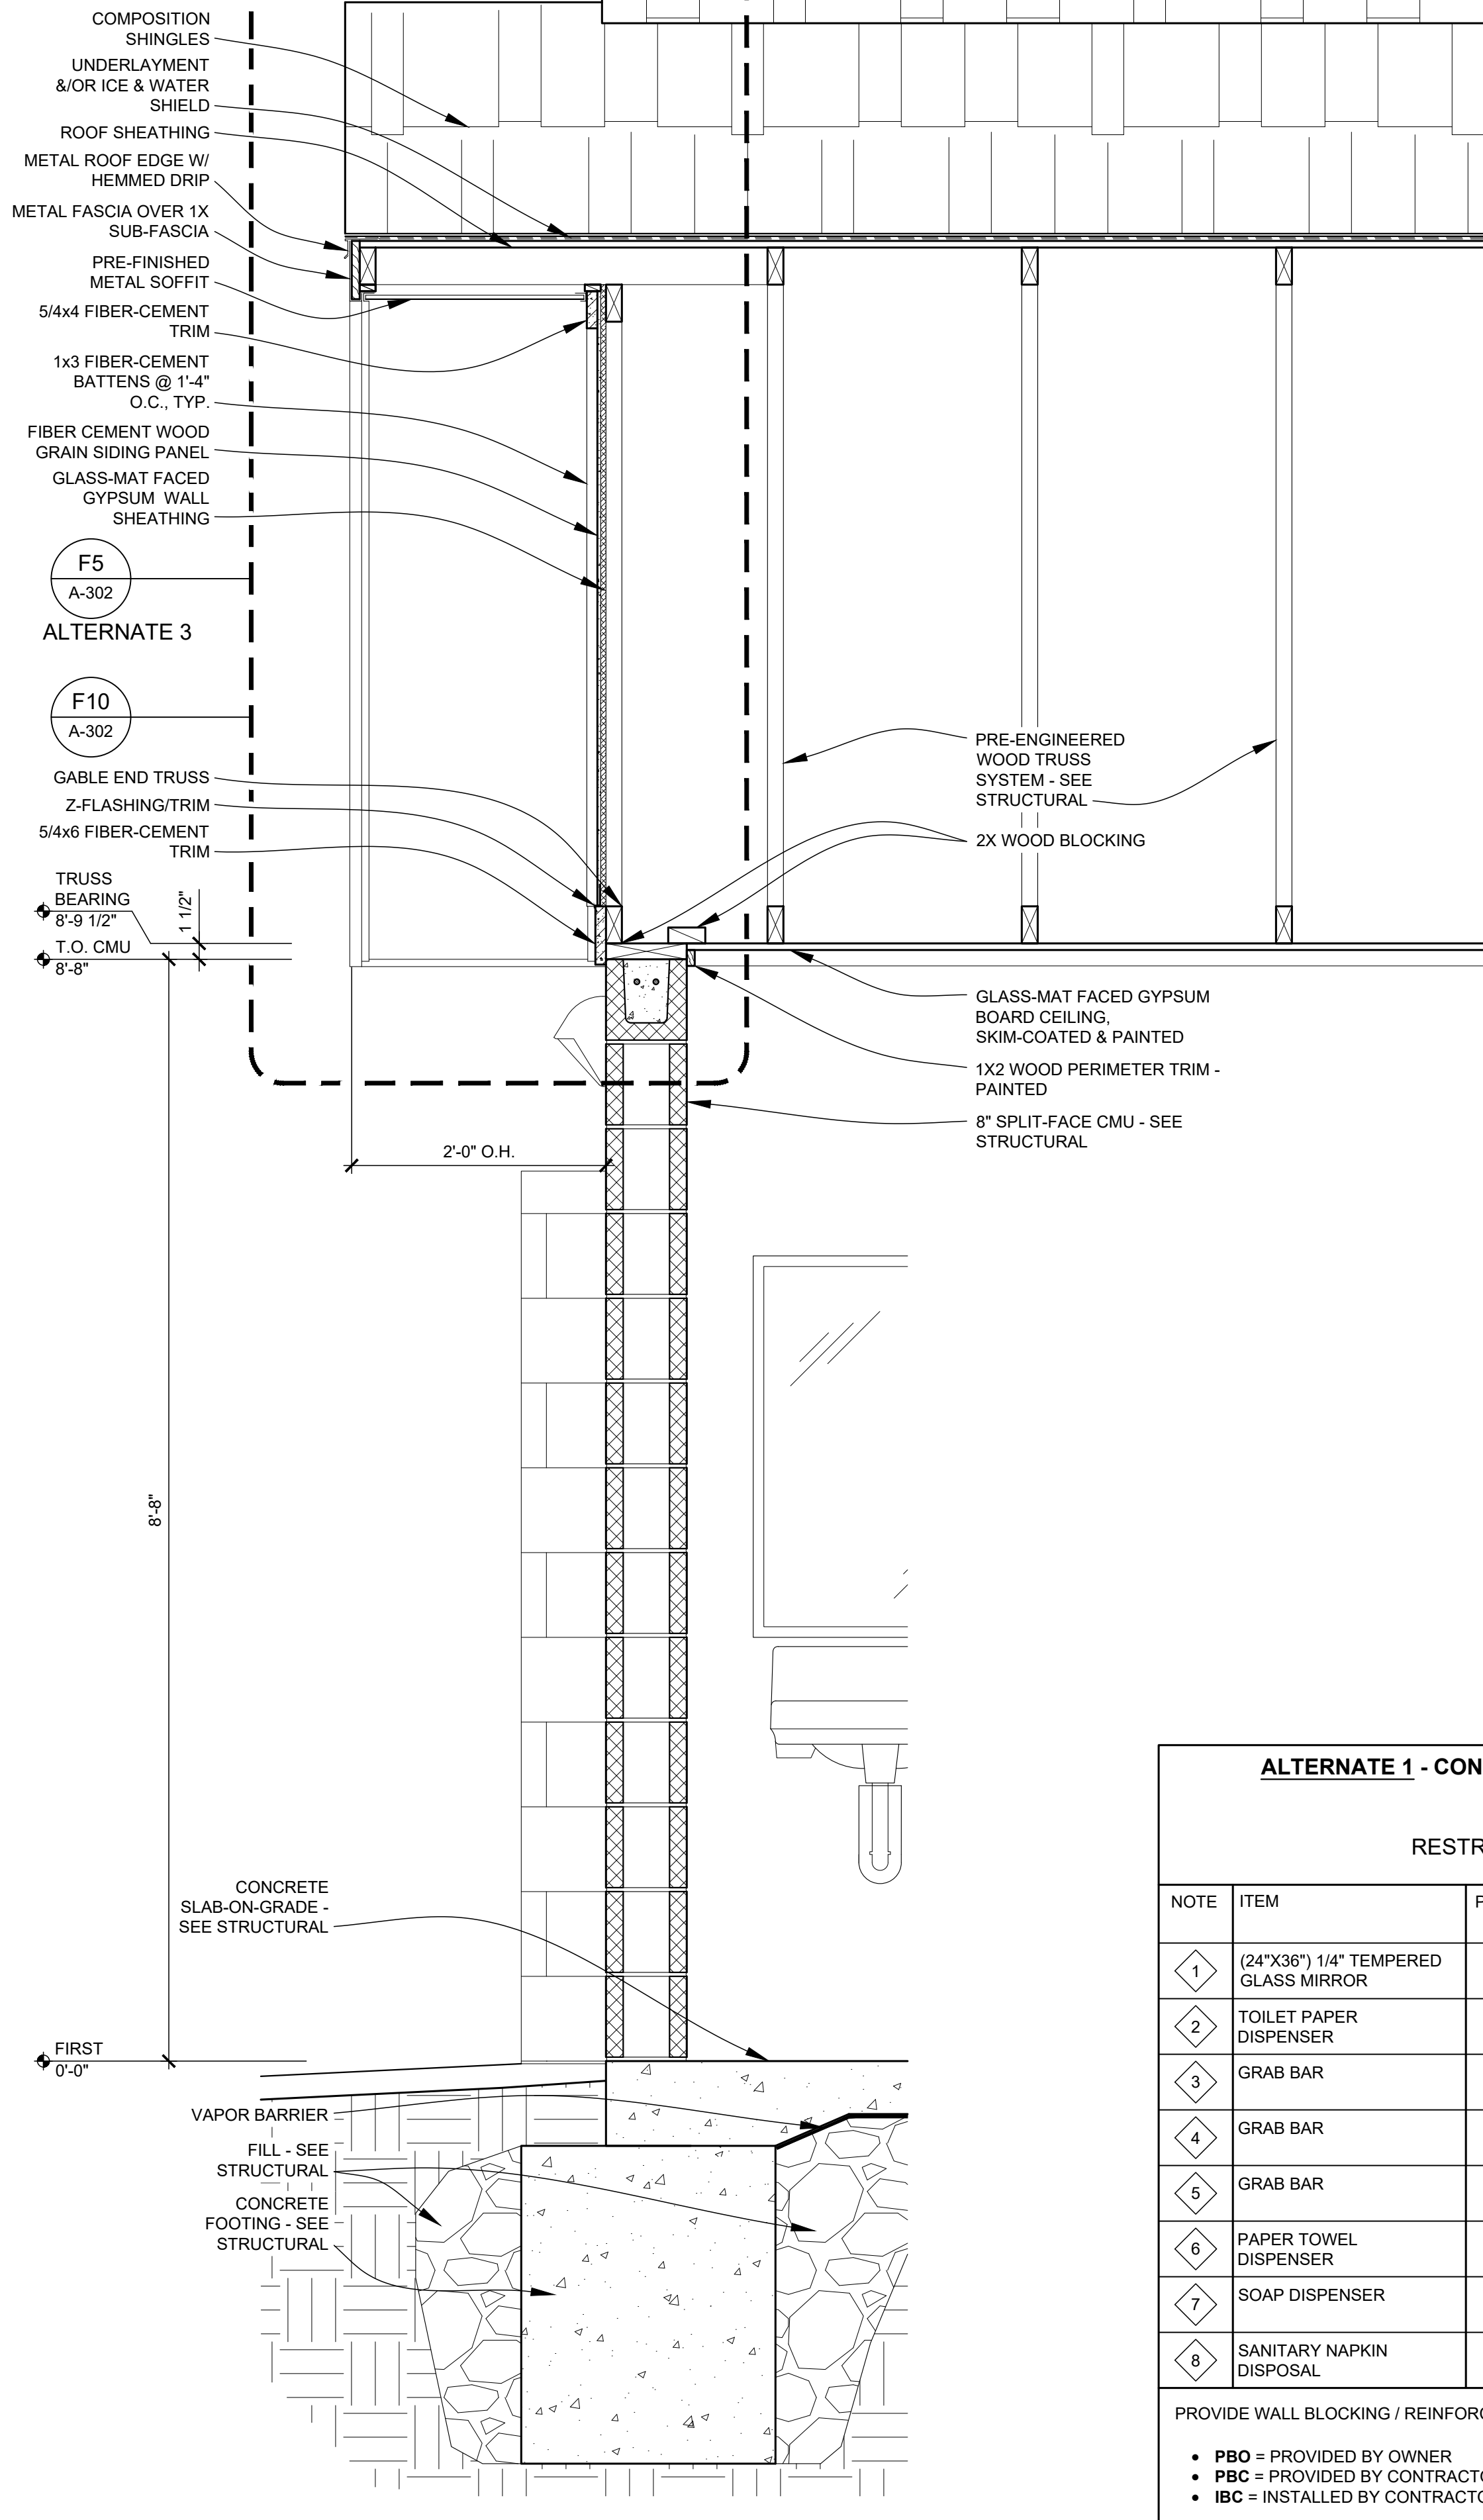 COMPOSITION
SHINGLES
UNDERLAYMENT
&/OR ICE & WATER
SHIELD
ROOF SHEATHING
METAL ROOF EDGE W/
HEMMED DRIP
METAL FASCIA OVER 1X
SUB-FASCIA
PRE-FINISHED
METAL SOFFIT
5/4x4 FIBER-CEMENT
TRIM
1x3 FIBER-CEMENT
BATTENS @ 1'-4"
O.C., TYP.
FIBER CEMENT WOOD
GRAIN SIDING PANEL
GLASS-MAT FACED
GYPSUM WALL
SHEATHING
F5
A-302
ALTERNATE 3
F10
A-302
GABLE END TRUSS
Z-FLASHING/TRIM
5/4x6 FIBER-CEMENT
TRIM
TRUSS
BEARING
8'-9 1/2"
1 1/2"
T.O. CMU
8'-8"
PRE-ENGINEERED
WOOD TRUSS
SYSTEM - SEE
STRUCTURAL
2X WOOD BLOCKING
GLASS-MAT FACED GYPSUM
BOARD CEILING,
SKIM-COATED & PAINTED
1X2 WOOD PERIMETER TRIM -
PAINTED
8" SPLIT-FACE CMU - SEE
STRUCTURAL
2'-0" O.H.
8'-8"
CONCRETE
SLAB-ON-GRADE -
SEE STRUCTURAL
FIRST
0'-0"
VAPOR BARRIER
FILL - SEE
STRUCTURAL
CONCRETE
FOOTING - SEE
STRUCTURAL
ALTERNATE 1 - CON
RESTR
NOTE ITEM
1 (24"X36") 1/4" TEMPERED
GLASS MIRROR
2 TOILET PAPER
DISPENSER
3 GRAB BAR
4 GRAB BAR
5 GRAB BAR
6 PAPER TOWEL
DISPENSER
7 SOAP DISPENSER
8 SANITARY NAPKIN
DISPOSAL
PROVIDE WALL BLOCKING / REINFOR
• PBO = PROVIDED BY OWNER
• PBC = PROVIDED BY CONTRACTO
• IBC = INSTALLED BY CONTRACTO